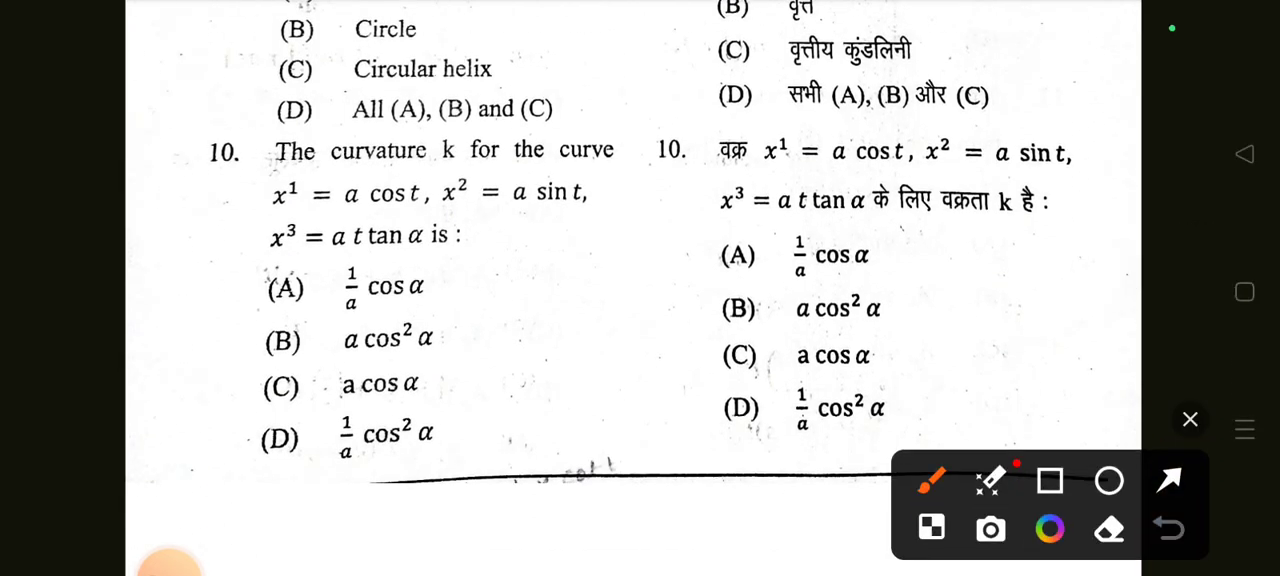 (B) Circle
(C) Circular helix
(D) All (A), (B) and (C)
10. The curvature k for the curve
x¹ = a cos t, x² = a sin t,
x³ = a t tan α is :
(A) 1/a cos α
(B) a cos² α
(C) a cos α
(D) 1/a cos² α
(B) वृत्त
(C) वृत्तीय कुंडलिनी
(D) सभी (A), (B) और (C)
10. वक्र x¹ = a cos t, x² = a sin t,
x³ = a t tan α के लिए वक्रता k है :
(A) 1/a cos α
(B) a cos² α
(C) a cos α
(D) 1/a cos² α